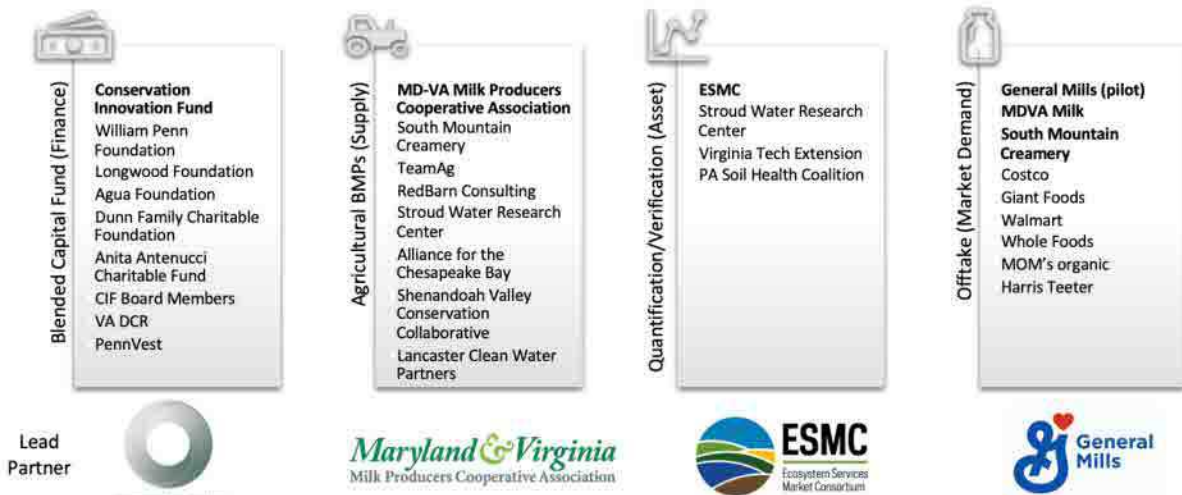 Blended Capital Fund (Finance)
Conservation
Innovation Fund
William Penn
Foundation
Longwood Foundation
Agua Foundation
Dunn Family Charitable
Foundation
Anita Antenucci
Charitable Fund
CIF Board Members
VA DCR
PennVest
Agricultural BMPs (Supply)
MD-VA Milk Producers
Cooperative Association
South Mountain
Creamery
TeamAg
RedBarn Consulting
Stroud Water Research
Center
Alliance for the
Chesapeake Bay
Shenandoah Valley
Conservation
Collaborative
Lancaster Clean Water
Partners
Quantification/Verification (Asset)
ESMC
Stroud Water Research
Center
Virginia Tech Extension
PA Soil Health Coalition
Offtake (Market Demand)
General Mills (pilot)
MDVA Milk
South Mountain
Creamery
Costco
Giant Foods
Walmart
Whole Foods
MOM's organic
Harris Teeter
Lead
Partner
Maryland & Virginia
Milk Producers Cooperative Association
ESMC
Ecosystem Services
Market Consortium
General
Mills